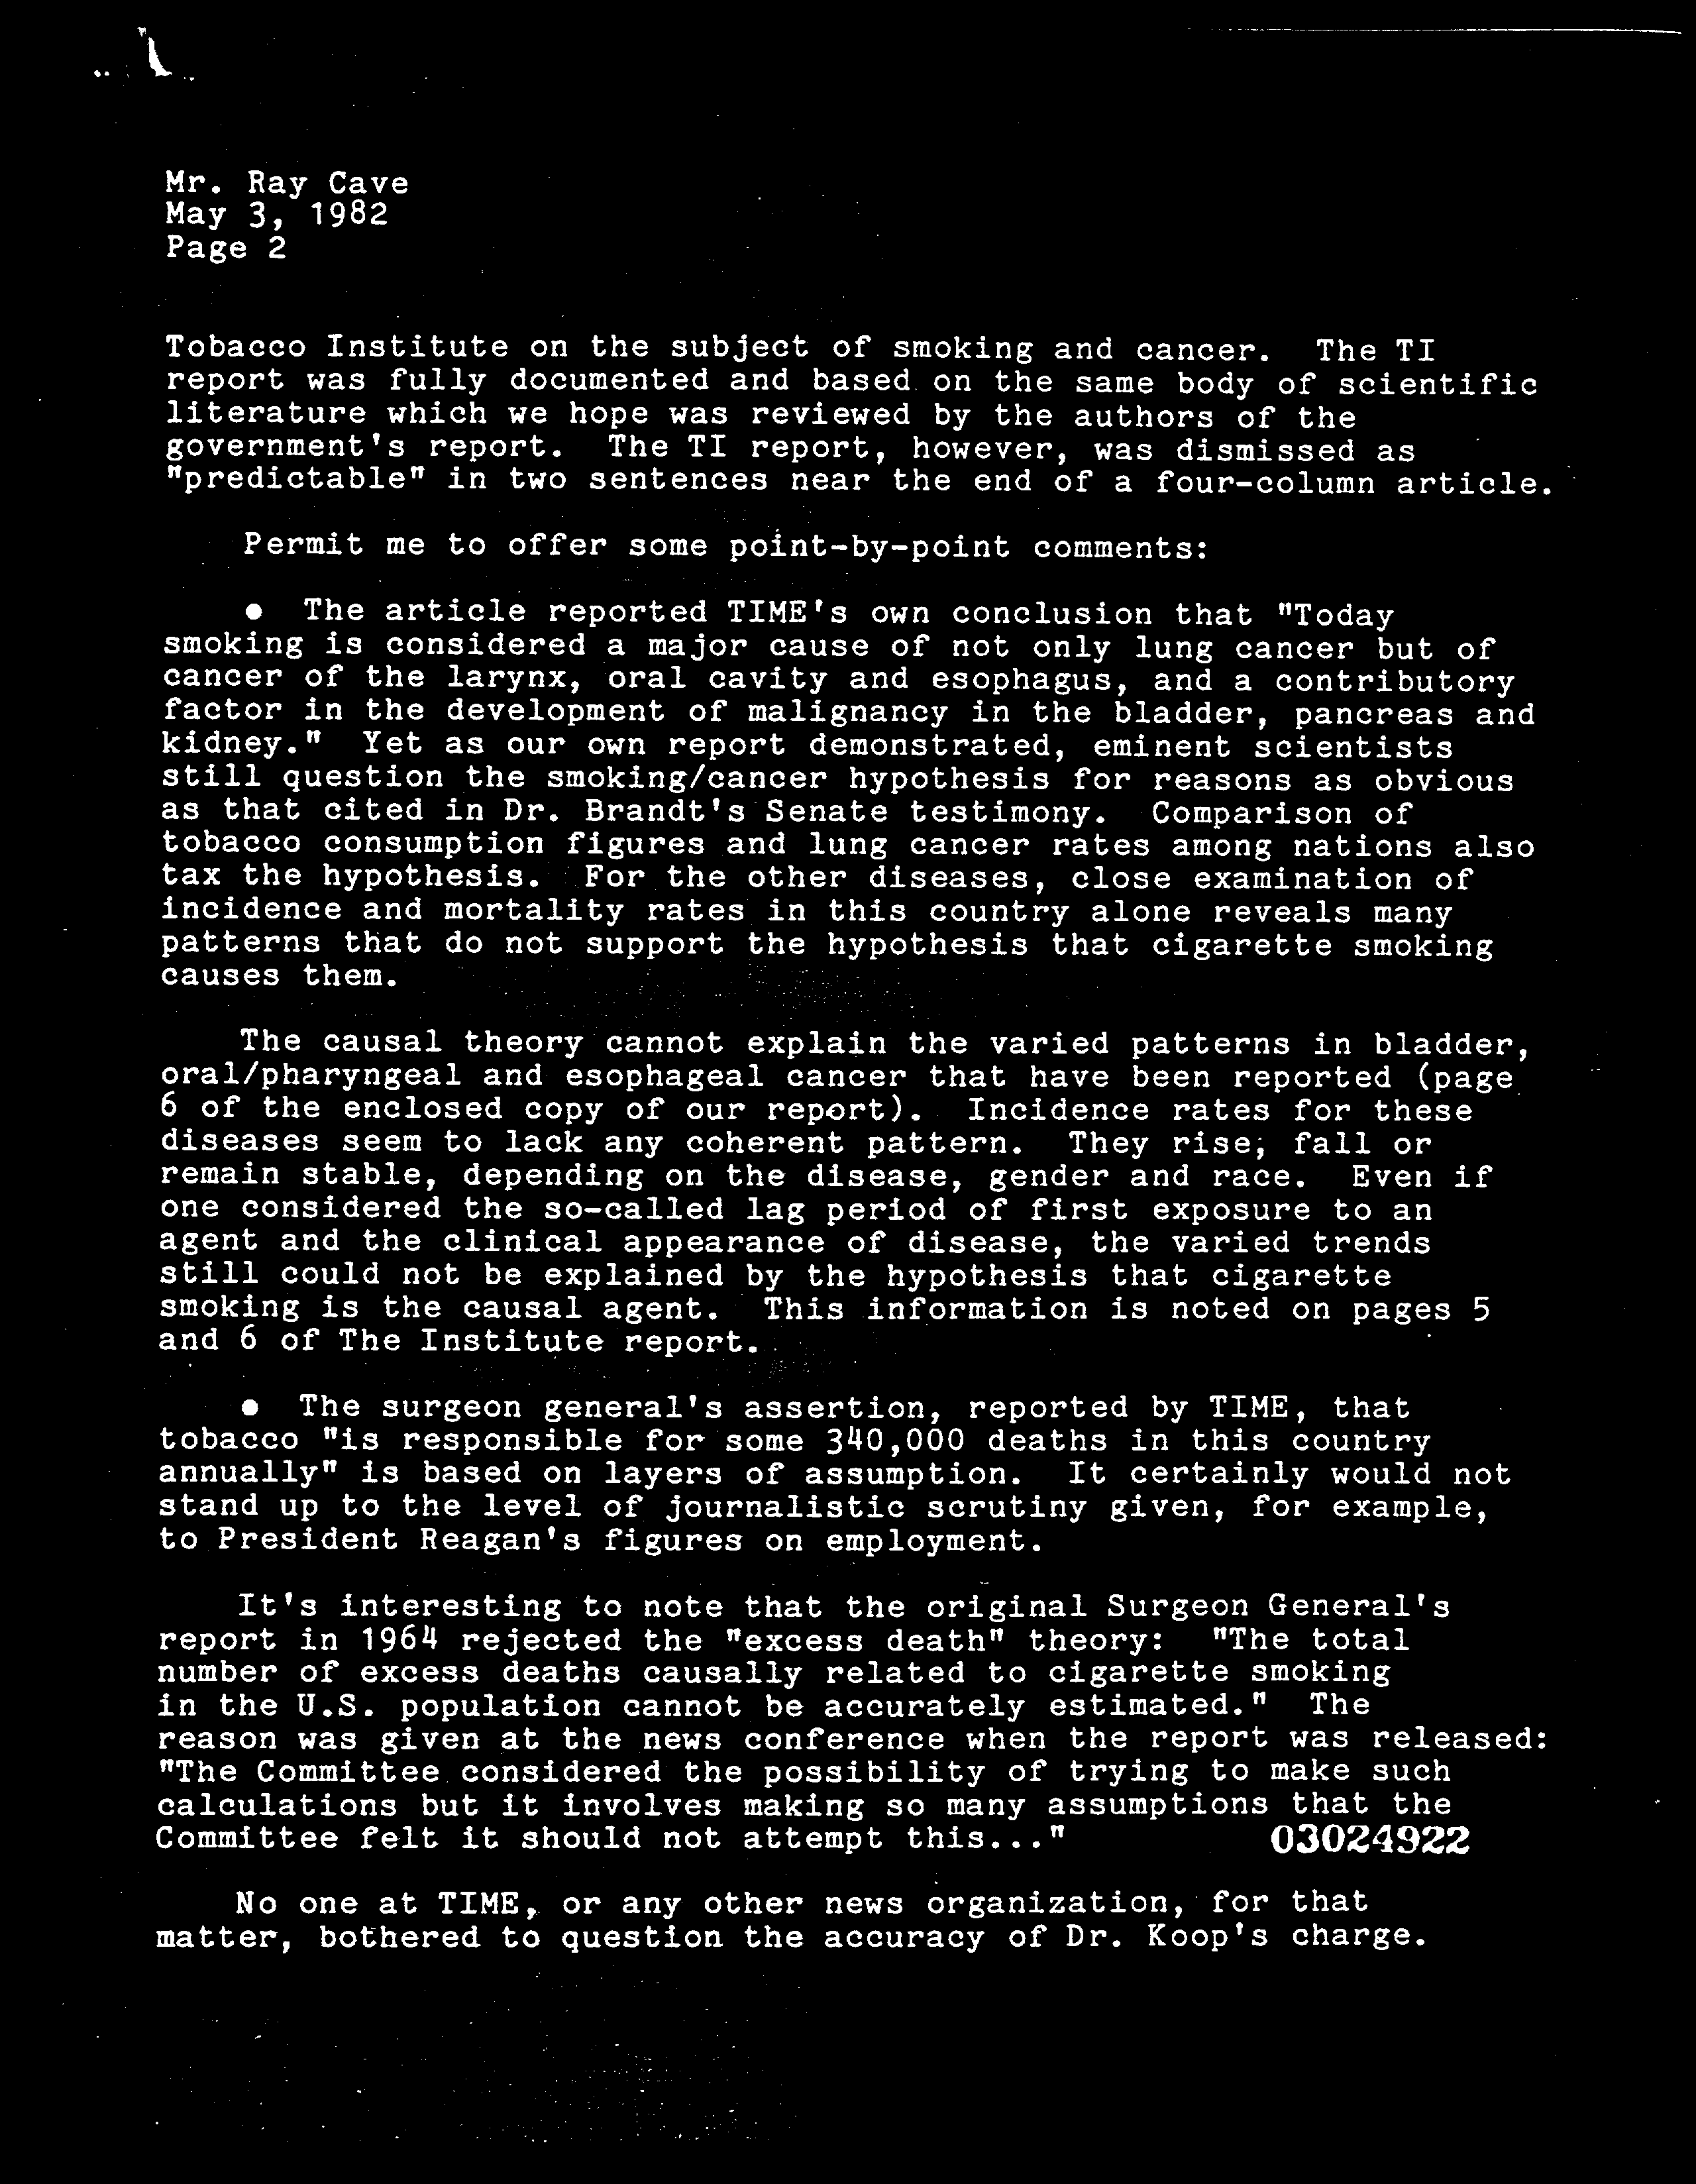 Mr. Ray Cave
May 3, 1982
Page 2
Tobacco Institute on the subject of smoking and cancer. The TI
report was fully documented and based on the same body of scientific
literature which we hope was reviewed by the authors of the
government's report. The TI report, however, was dismissed as
"predictable" in two sentences near the end of a four-column article.
Permit me to offer some point-by-point comments:
● The article reported TIME's own conclusion that "Today
smoking is considered a major cause of not only lung cancer but of
cancer of the larynx, oral cavity and esophagus, and a contributory
factor in the development of malignancy in the bladder, pancreas and
kidney." Yet as our own report demonstrated, eminent scientists
still question the smoking/cancer hypothesis for reasons as obvious
as that cited in Dr. Brandt's Senate testimony. Comparison of
tobacco consumption figures and lung cancer rates among nations also
tax the hypothesis. For the other diseases, close examination of
incidence and mortality rates in this country alone reveals many
patterns that do not support the hypothesis that cigarette smoking
causes them.
The causal theory cannot explain the varied patterns in bladder,
oral/pharyngeal and esophageal cancer that have been reported (page
6 of the enclosed copy of our report). Incidence rates for these
diseases seem to lack any coherent pattern. They rise, fall or
remain stable, depending on the disease, gender and race. Even if
one considered the so-called lag period of first exposure to an
agent and the clinical appearance of disease, the varied trends
still could not be explained by the hypothesis that cigarette
smoking is the causal agent. This information is noted on pages 5
and 6 of The Institute report.
● The surgeon general's assertion, reported by TIME, that
tobacco "is responsible for some 340,000 deaths in this country
annually" is based on layers of assumption. It certainly would not
stand up to the level of journalistic scrutiny given, for example,
to President Reagan's figures on employment.
It's interesting to note that the original Surgeon General's
report in 1964 rejected the "excess death" theory: "The total
number of excess deaths causally related to cigarette smoking
in the U.S. population cannot be accurately estimated." The
reason was given at the news conference when the report was released:
"The Committee considered the possibility of trying to make such
calculations but it involves making so many assumptions that the
Committee felt it should not attempt this..." 03024922
No one at TIME, or any other news organization, for that
matter, bothered to question the accuracy of Dr. Koop's charge.